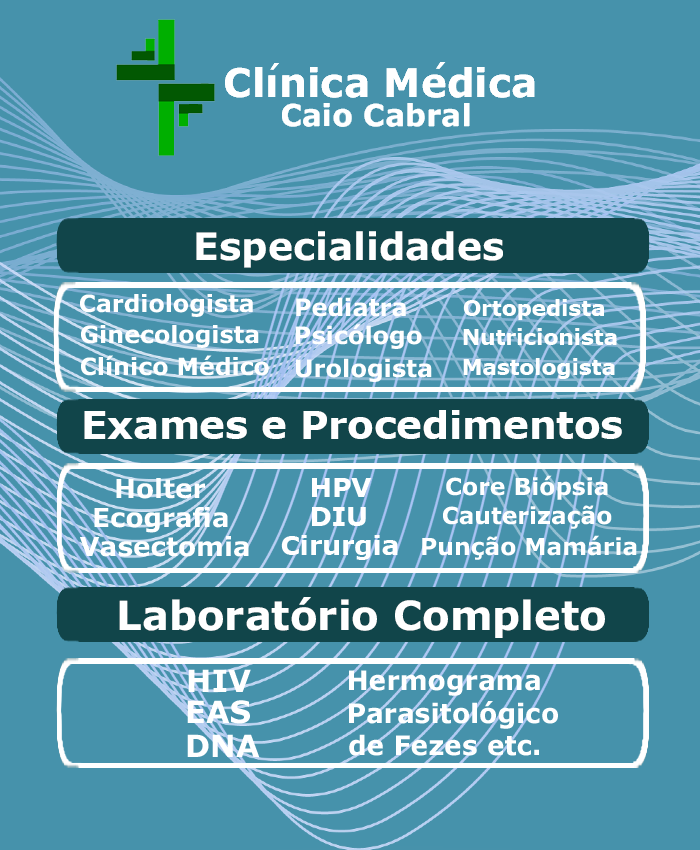 Clínica Médica
Caio Cabral
Especialidades
Cardiologista
Ginecologista
Clínico Médico
Pediatra
Psicólogo
Urologista
Ortopedista
Nutricionista
Mastologista
Exames e Procedimentos
Holter
Ecografia
Vasectomia
HPV
DIU
Cirurgia
Core Biópsia
Cauterização
Punção Mamária
Laboratório Completo
HIV
EAS
DNA
Hermograma
Parasitológico
de Fezes etc.